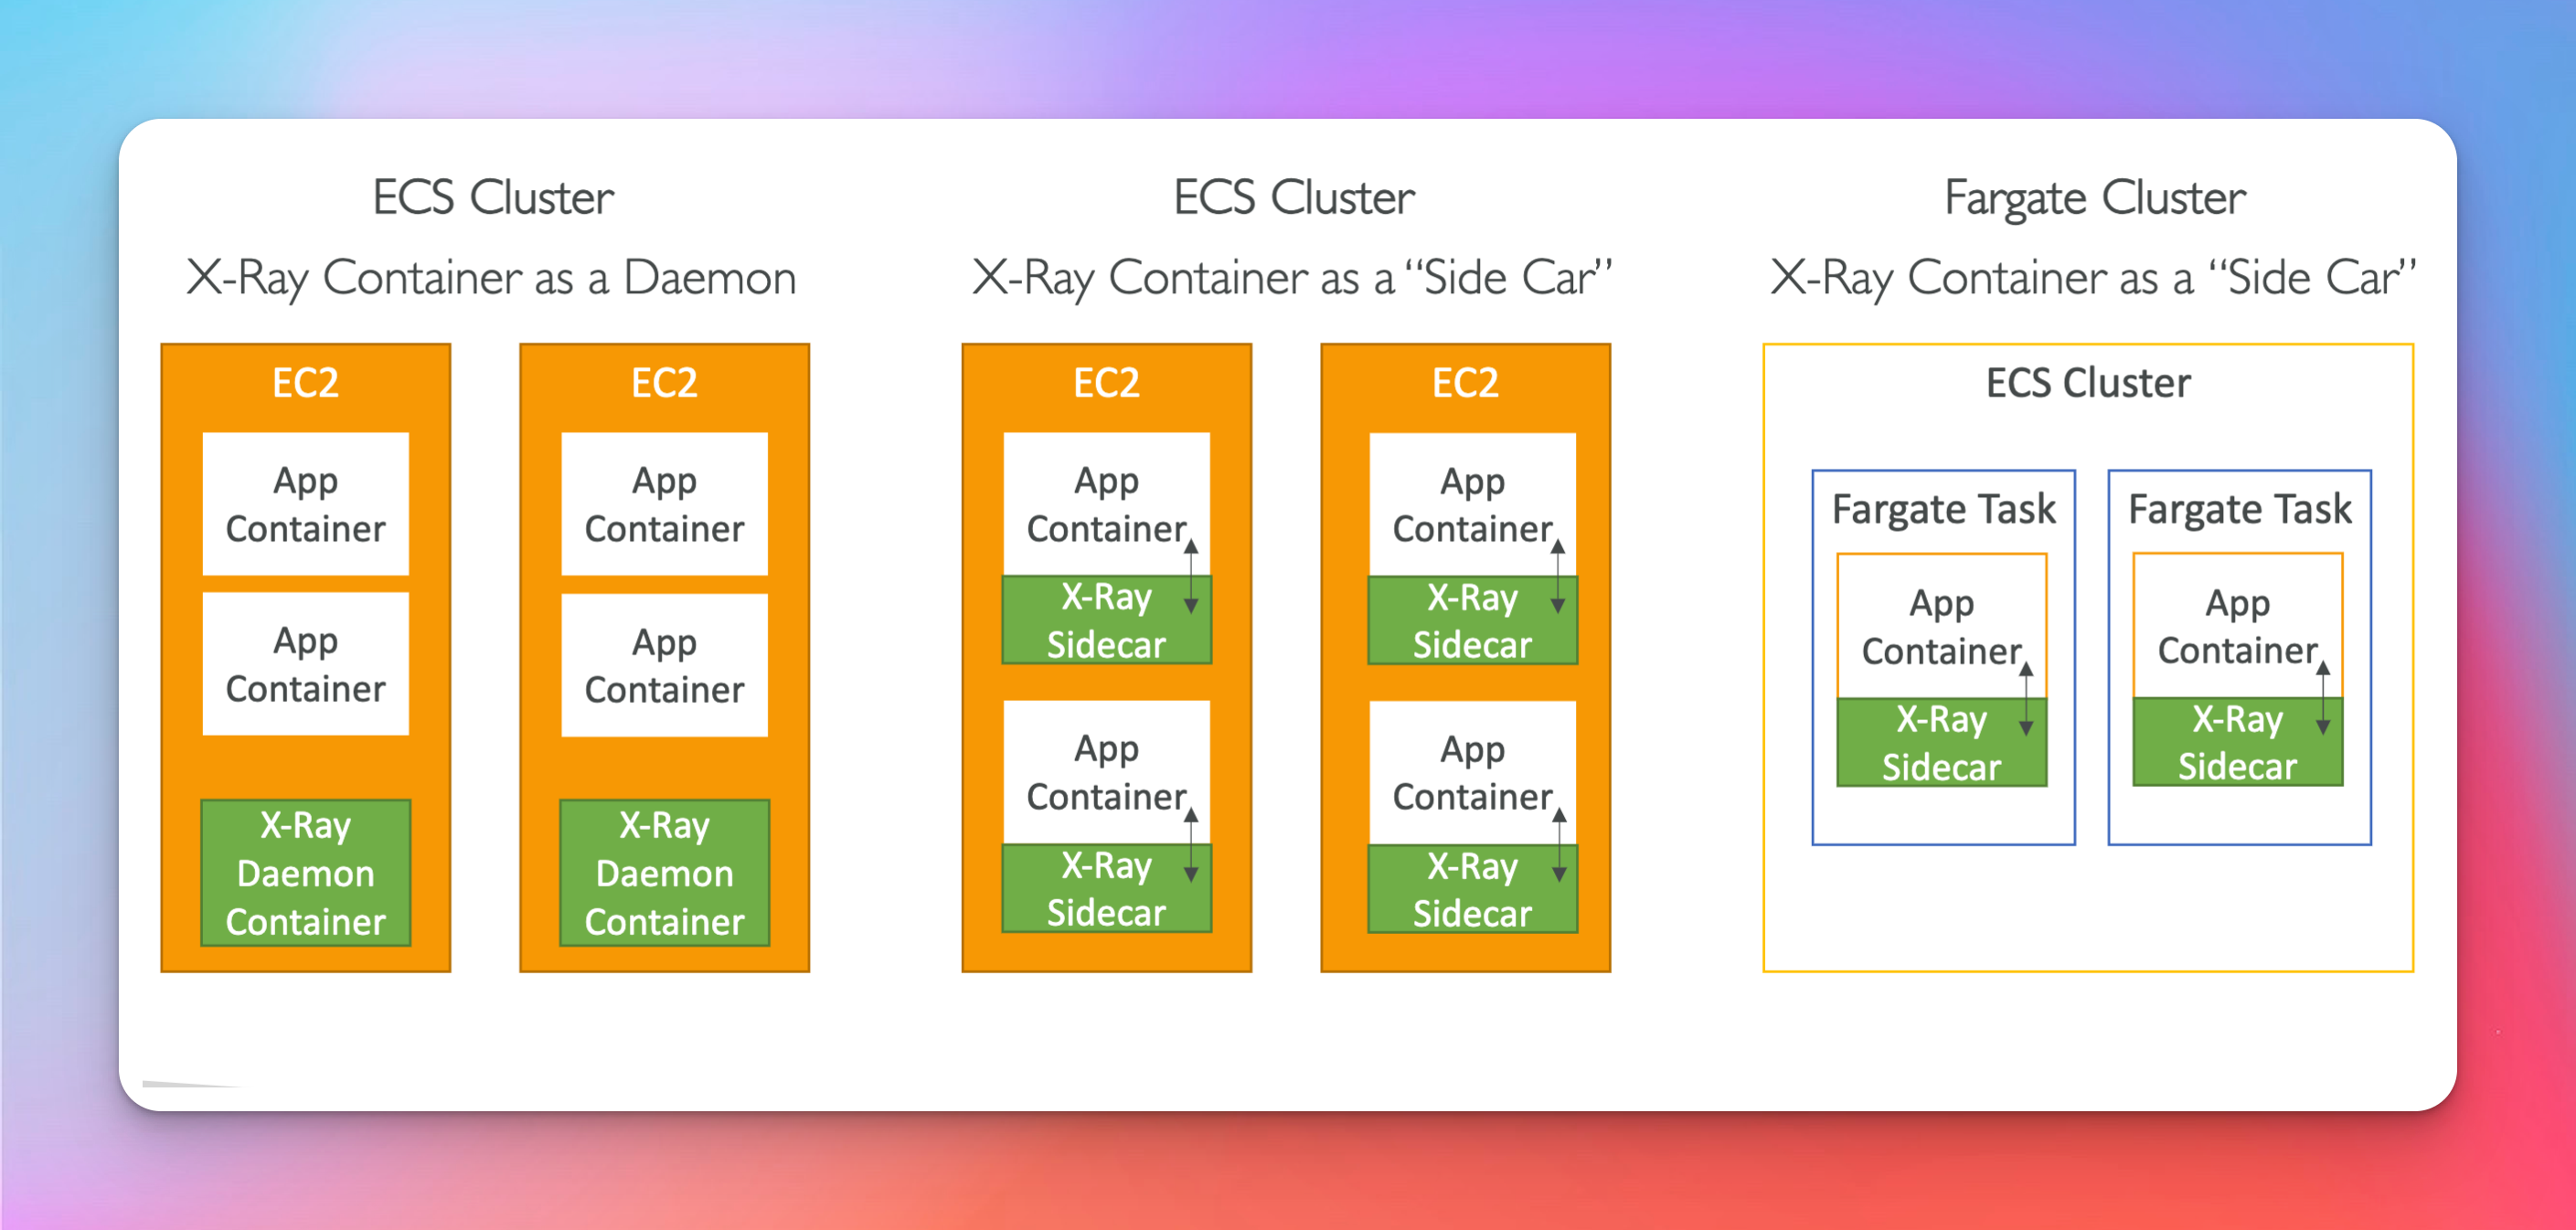 ECS Cluster
X-Ray Container as a Daemon
EC2
App
Container
App
Container
X-Ray
Daemon
Container
EC2
App
Container
App
Container
X-Ray
Daemon
Container
ECS Cluster
X-Ray Container as a “Side Car”
EC2
App
Container
X-Ray
Sidecar
App
Container
X-Ray
Sidecar
EC2
App
Container
X-Ray
Sidecar
App
Container
X-Ray
Sidecar
Fargate Cluster
X-Ray Container as a “Side Car”
ECS Cluster
Fargate Task
App
Container
X-Ray
Sidecar
Fargate Task
App
Container
X-Ray
Sidecar